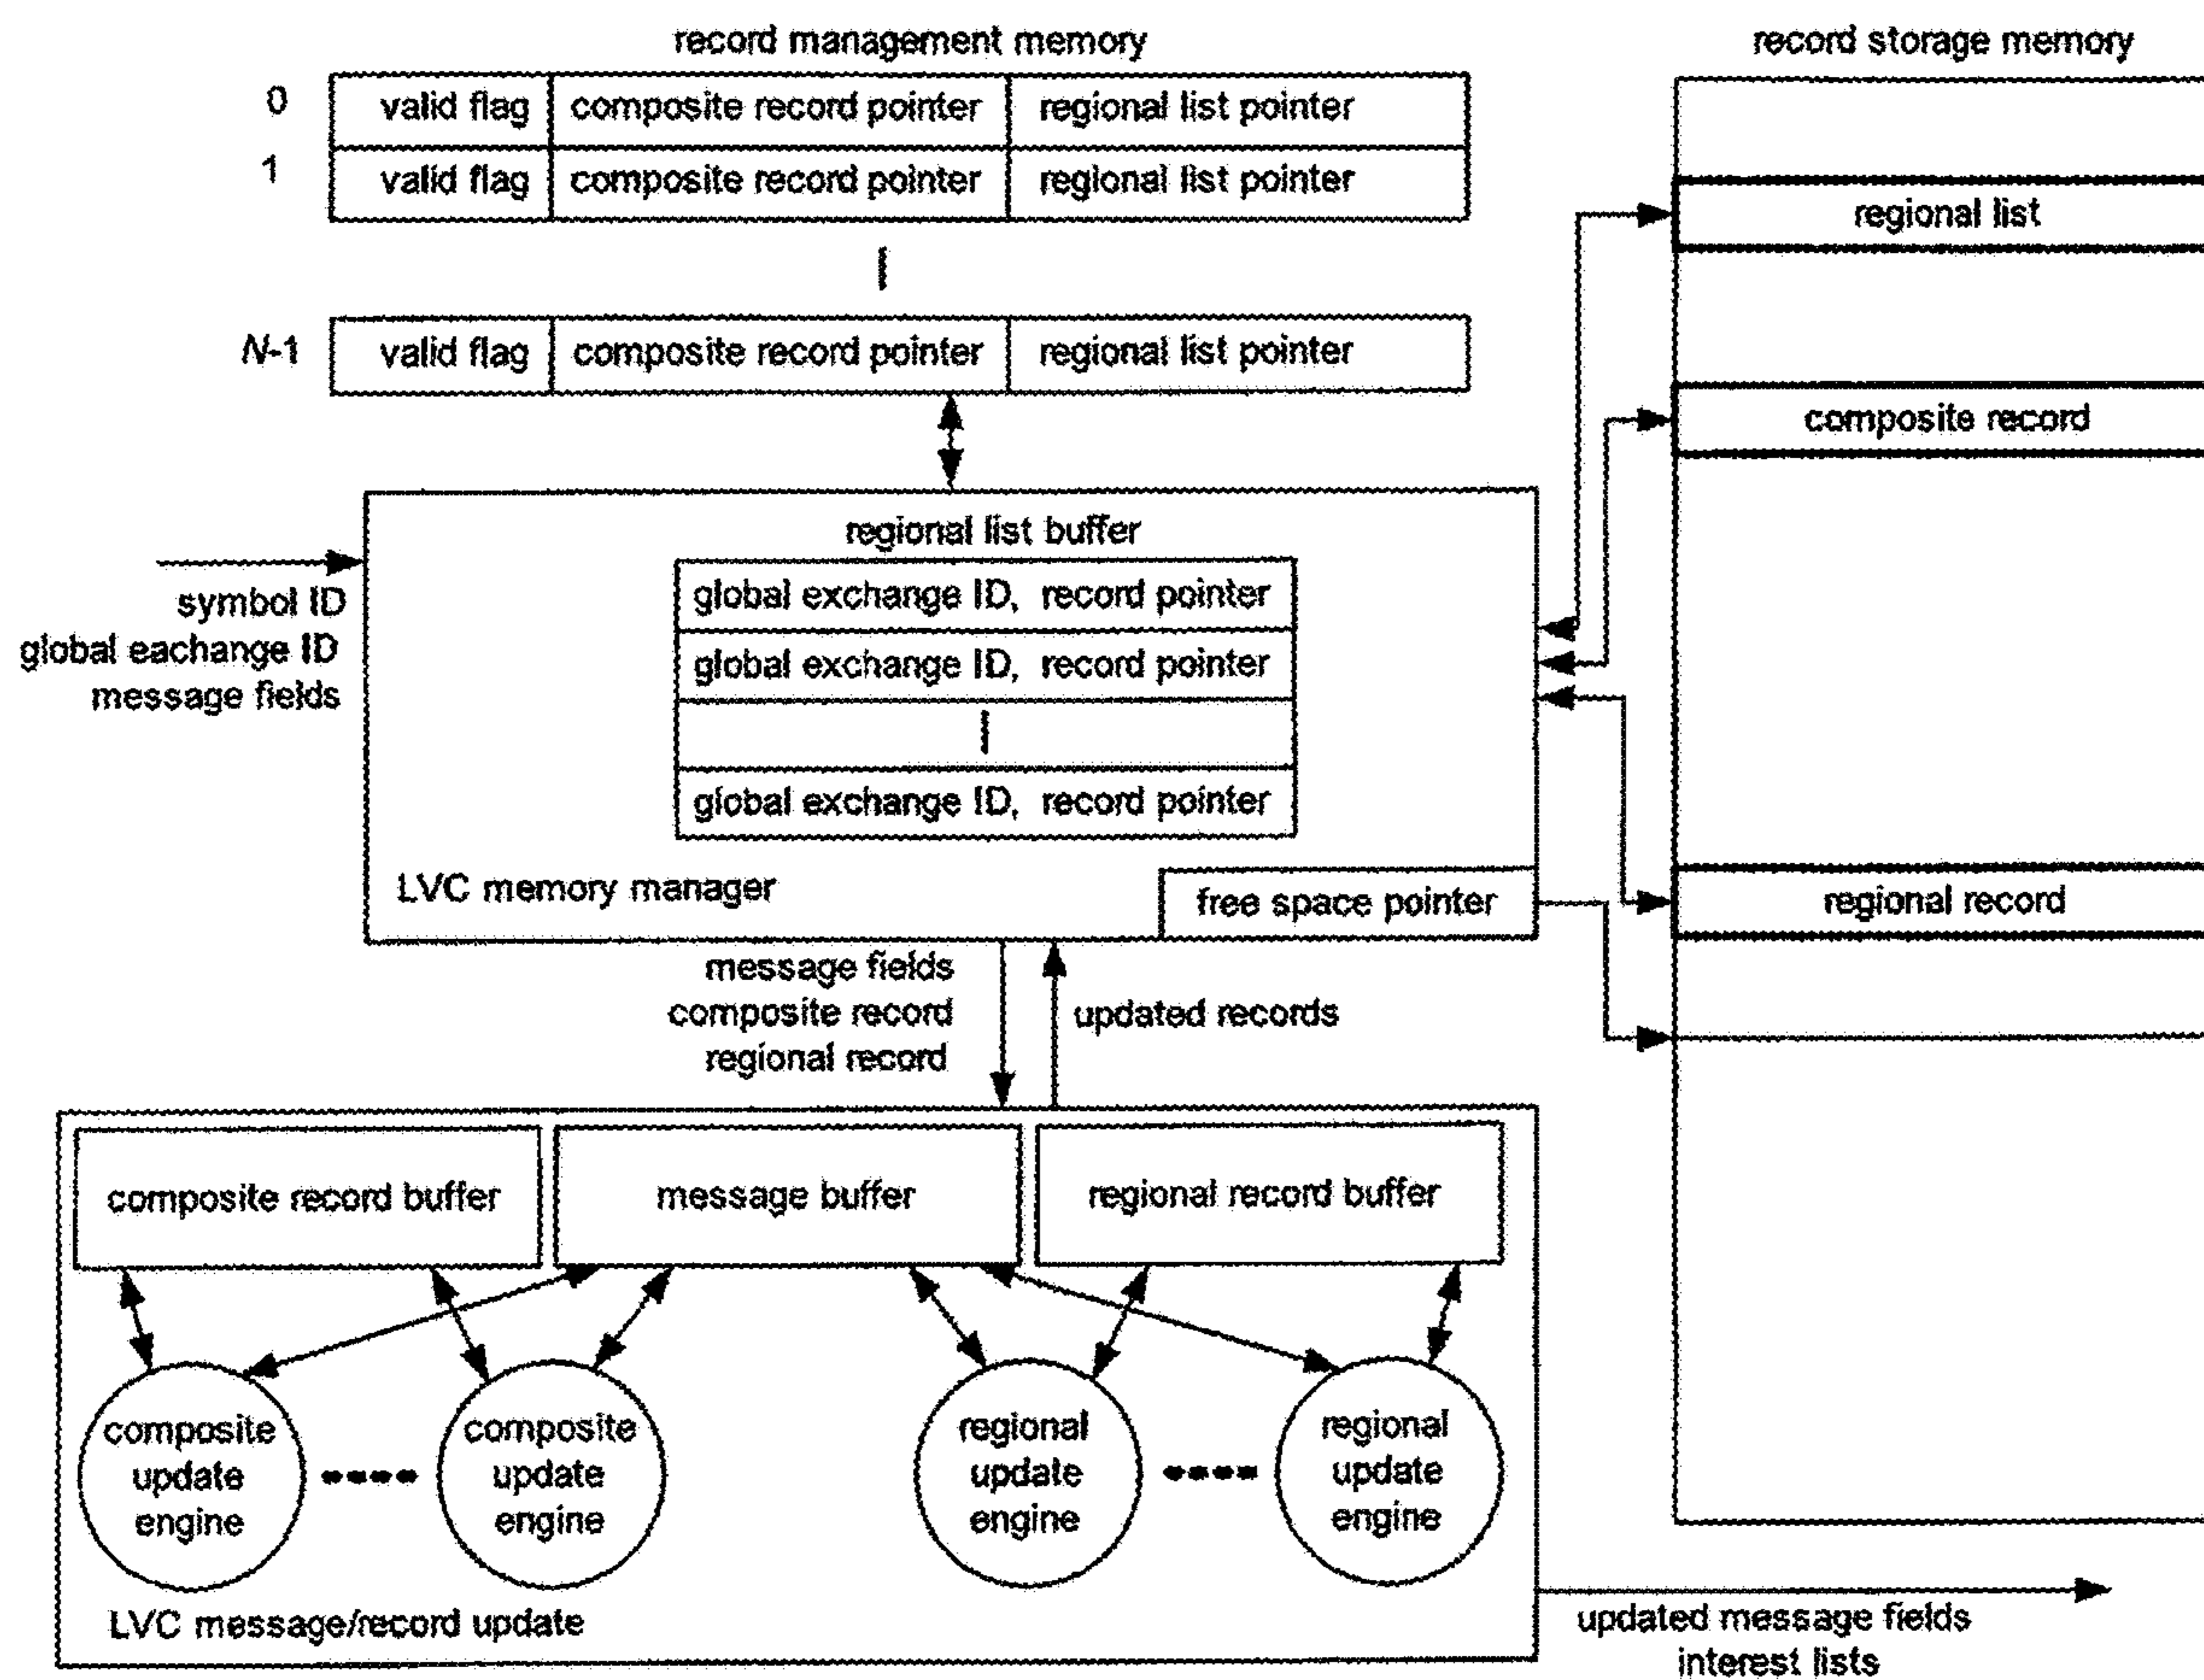 record management memory
0 valid flag composite record pointer regional list pointer
1 valid flag composite record pointer regional list pointer
N-1 valid flag composite record pointer regional list pointer
record storage memory
regional list
composite record
regional record
symbol ID
global eachange ID
message fields
regional list buffer
global exchange ID, record pointer
global exchange ID, record pointer
global exchange ID, record pointer
LVC memory manager
free space pointer
message fields
composite record
regional record
updated records
composite record buffer
message buffer
regional record buffer
composite
update
engine
composite
update
engine
regional
update
engine
regional
update
engine
LVC message/record update
updated message fields
interest lists